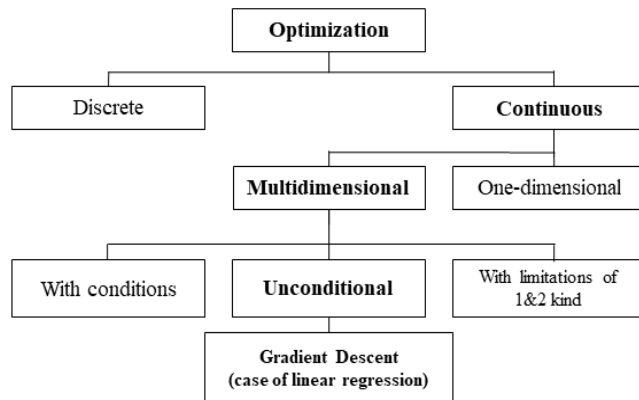 Optimization
Discrete
Continuous
Multidimensional
One-dimensional
With conditions
Unconditional
With limitations of
1&2 kind
Gradient Descent
(case of linear regression)